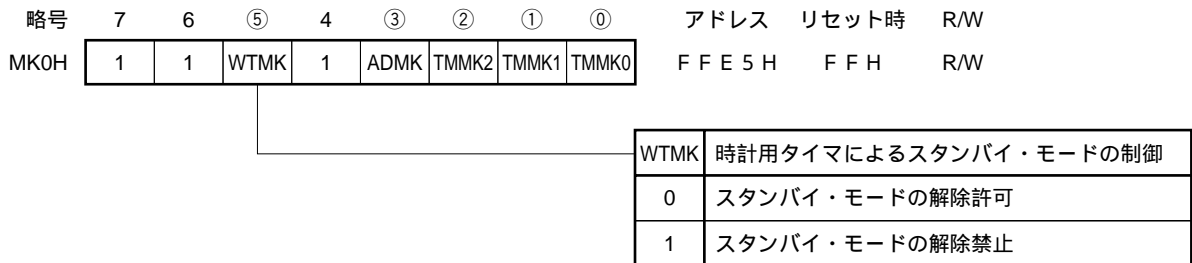 略号 7 6 ⑤ 4 ③ ② ① ⓪ アドレス リセット時 R/W
MK0H 1 1 WTMK 1 ADMK TMMK2 TMMK1 TMMK0 FFE5H FFH R/W
WTMK 時計用タイマによるスタンバイ・モードの制御
0 スタンバイ・モードの解除許可
1 スタンバイ・モードの解除禁止